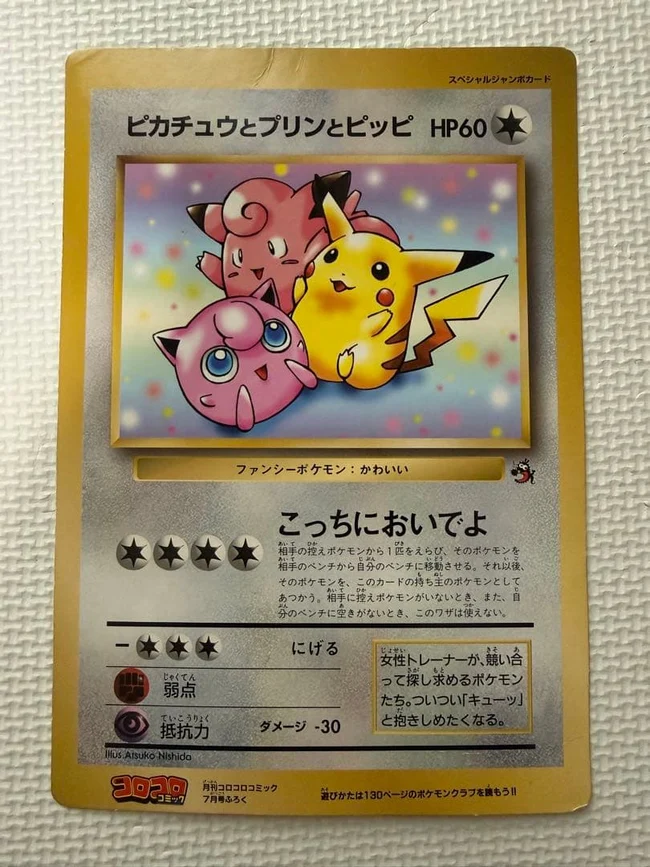 スペシャルジャンボカード
ピカチュウとプリンとピッピ HP60
ファンシーポケモン：かわいい
こっちにおいでよ
相手の控えポケモンから1匹をえらび、そのポケモンを
相手のベンチから自分のベンチに移動させる。それ以後、
そのポケモンを、このカードの持ち主のポケモンとして
あつかう。相手に控えポケモンがいないとき、また、自
分のベンチに空きがないとき、このワザは使えない。
ー にげる
弱点
抵抗力 ダメージ -30
女性トレーナーが、競い合
って探し求めるポケモン
たち。ついつい「キューッ」
と抱きしめたくなる。
Illus.Atsuko Nishida
コロコロコミック
月刊コロコロコミック
7月号ふろく
遊びかたは130ページのポケモンクラブを読もう!!